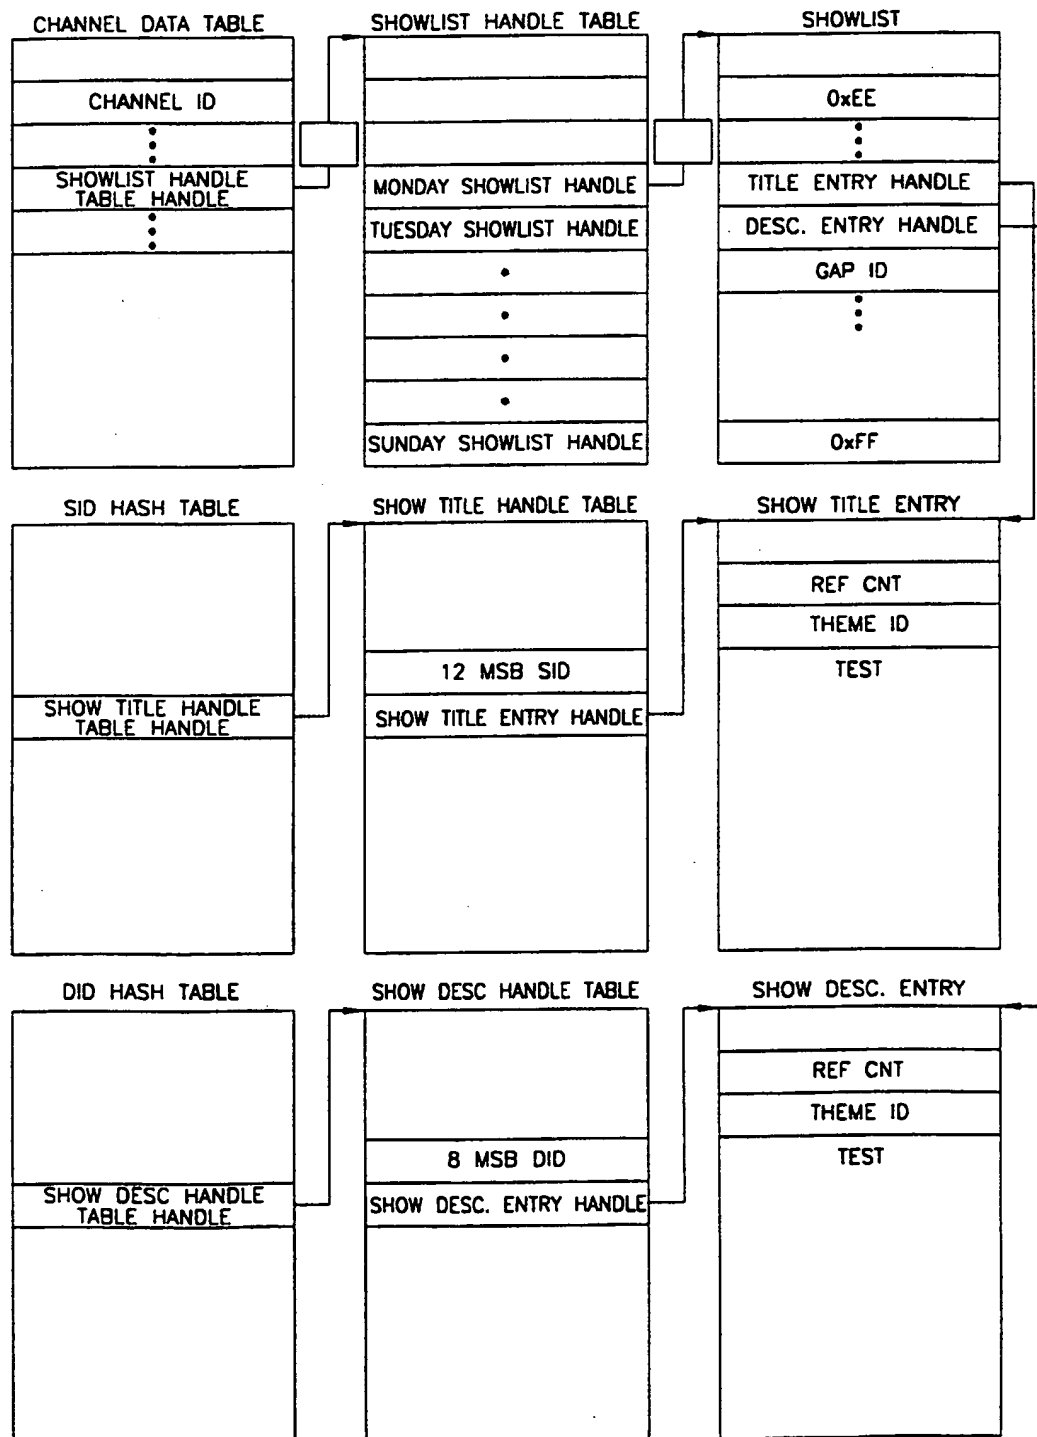 CHANNEL DATA TABLE
CHANNEL ID
SHOWLIST HANDLE
TABLE HANDLE
SHOWLIST HANDLE TABLE
MONDAY SHOWLIST HANDLE
TUESDAY SHOWLIST HANDLE
SUNDAY SHOWLIST HANDLE
SHOWLIST
0xEE
TITLE ENTRY HANDLE
DESC. ENTRY HANDLE
GAP ID
0xFF
SID HASH TABLE
SHOW TITLE HANDLE
TABLE HANDLE
SHOW TITLE HANDLE TABLE
12 MSB SID
SHOW TITLE ENTRY HANDLE
SHOW TITLE ENTRY
REF CNT
THEME ID
TEST
DID HASH TABLE
SHOW DESC HANDLE
TABLE HANDLE
SHOW DESC HANDLE TABLE
8 MSB DID
SHOW DESC. ENTRY HANDLE
SHOW DESC. ENTRY
REF CNT
THEME ID
TEST